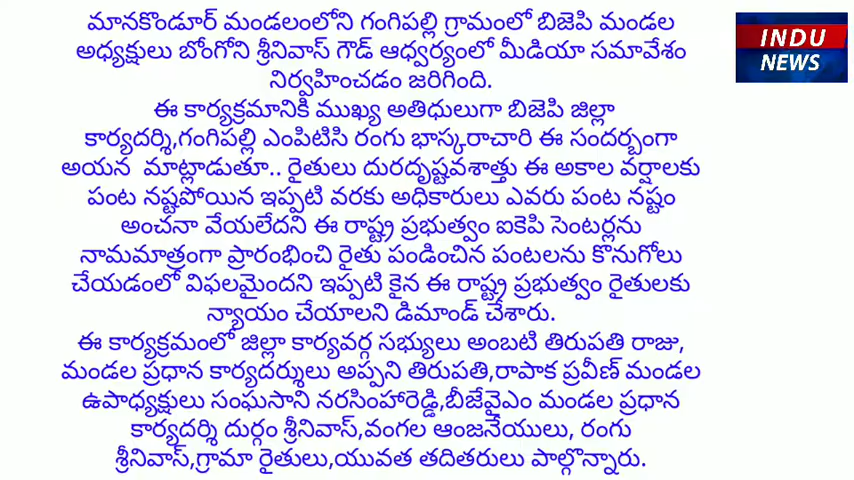 మానకొండూర్ మండలంలోని గంగిపల్లి గ్రామంలో బిజెపి మండల
అధ్యక్షులు బోంగోని శ్రీనివాస్ గౌడ్ ఆధ్వర్యంలో మీడియా సమావేశం
నిర్వహించడం జరిగింది.
ఈ కార్యక్రమానికి ముఖ్య అతిధులుగా బిజెపి జిల్లా
కార్యదర్శి,గంగిపల్లి ఎంపిటిసి రంగు భాస్కరాచారి ఈ సందర్బంగా
అయన మాట్లాడుతూ.. రైతులు దురదృష్టవశాత్తు ఈ అకాల వర్షాలకు
పంట నష్టపోయిన ఇప్పటి వరకు అధికారులు ఎవరు పంట నష్టం
అంచనా వేయలేదని ఈ రాష్ట్ర ప్రభుత్వం ఐకెపి సెంటర్లను
నామమాత్రంగా ప్రారంభించి రైతు పండించిన పంటలను కొనుగోలు
చేయడంలో విఫలమైందని ఇప్పటి కైన ఈ రాష్ట్ర ప్రభుత్వం రైతులకు
న్యాయం చేయాలని డిమాండ్ చేశారు.
ఈ కార్యక్రమంలో జిల్లా కార్యవర్గ సభ్యులు అంబటి తిరుపతి రాజు,
మండల ప్రధాన కార్యదర్శులు అప్పని తిరుపతి,రాపాక ప్రవీణ్ మండల
ఉపాధ్యక్షులు సంఘసాని నరసింహారెడ్డి,బీజేవైఎం మండల ప్రధాన
కార్యదర్శి దుర్గం శ్రీనివాస్,వంగల ఆంజనేయులు, రంగు
శ్రీనివాస్,గ్రామా రైతులు,యువత తదితరులు పాల్గొన్నారు.
INDU
NEWS